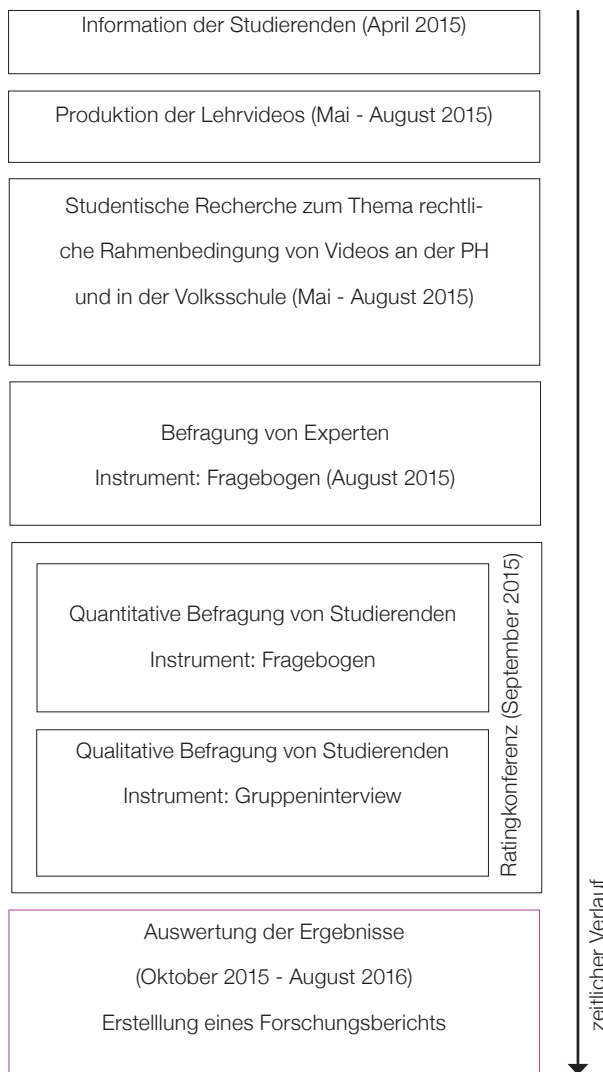 Information der Studierenden (April 2015)
Produktion der Lehrvideos (Mai - August 2015)
Studentische Recherche zum Thema rechtli-
che Rahmenbedingung von Videos an der PH
und in der Volksschule (Mai - August 2015)
Befragung von Experten
Instrument: Fragebogen (August 2015)
Quantitative Befragung von Studierenden
Instrument: Fragebogen
Qualitative Befragung von Studierenden
Instrument: Gruppeninterview
Ratingkonferenz (September 2015)
Auswertung der Ergebnisse
(Oktober 2015 - August 2016)
Erstelllung eines Forschungsberichts
zeitlicher Verlauf